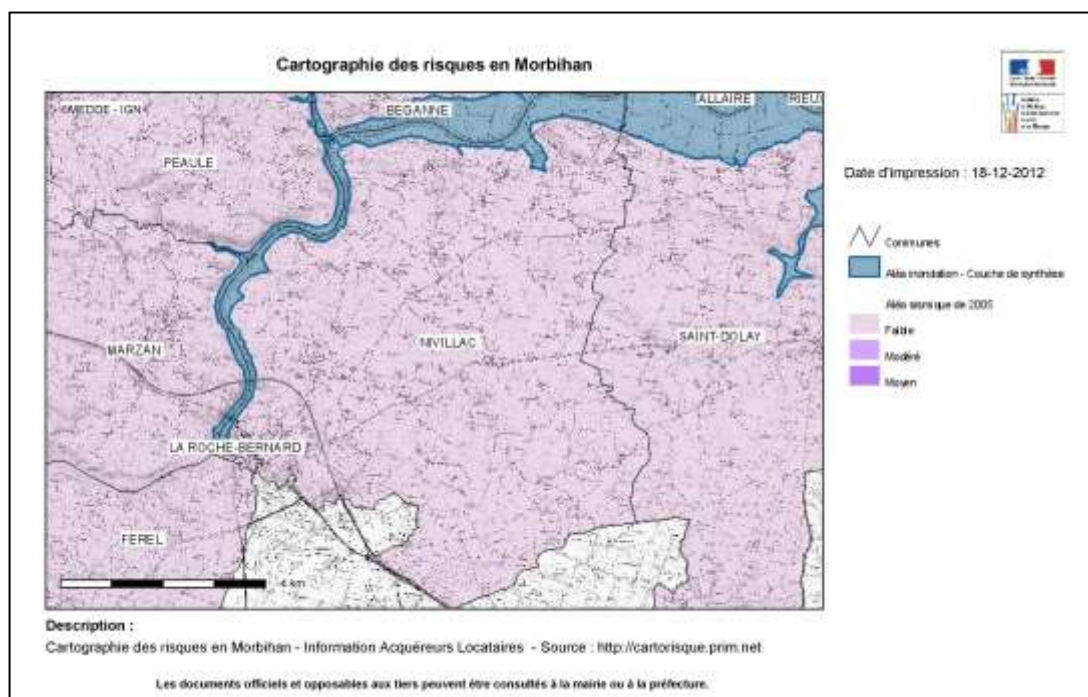 Cartographie des risques en Morbihan
©MEDDE - IGN
BEGANNE
ALLAIRE
RIEUX
PEAULE
Date d'impression : 18-12-2012
Communes
Aléa inondation - Couche de synthèse
Aléa sismique de 2005
Faible
Modéré
Moyen
NIVILLAC
SAINT-DOLAY
MARZAN
LA ROCHE-BERNARD
FEREL
4 km
Description :
Cartographie des risques en Morbihan - Information Acquéreurs Locataires - Source : http://cartorisque.prim.net
Les documents officiels et opposables aux tiers peuvent être consultés à la mairie ou à la préfecture.